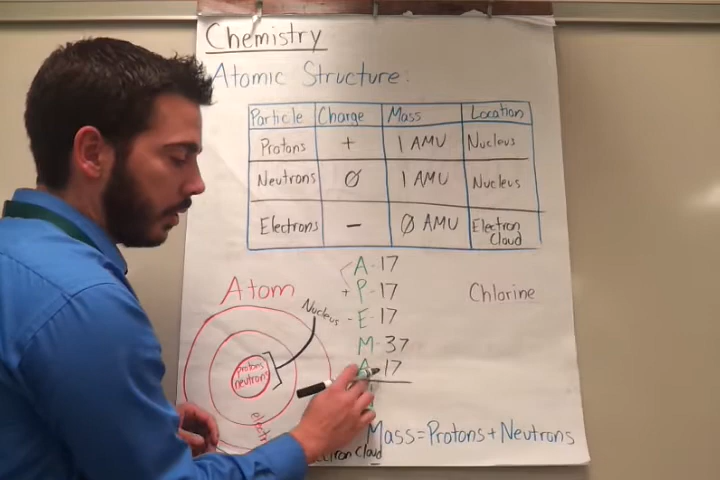 Chemistry
Atomic Structure:
Particle Charge Mass Location
Protons + 1 AMU Nucleus
Neutrons Ø 1 AMU Nucleus
Electrons - Ø AMU Electron Cloud
A-17
+ P-17
- E-17
M-37
A-17
Chlorine
Atom
Nucleus
protons
neutrons
Mass=Protons+Neutrons
Cloud